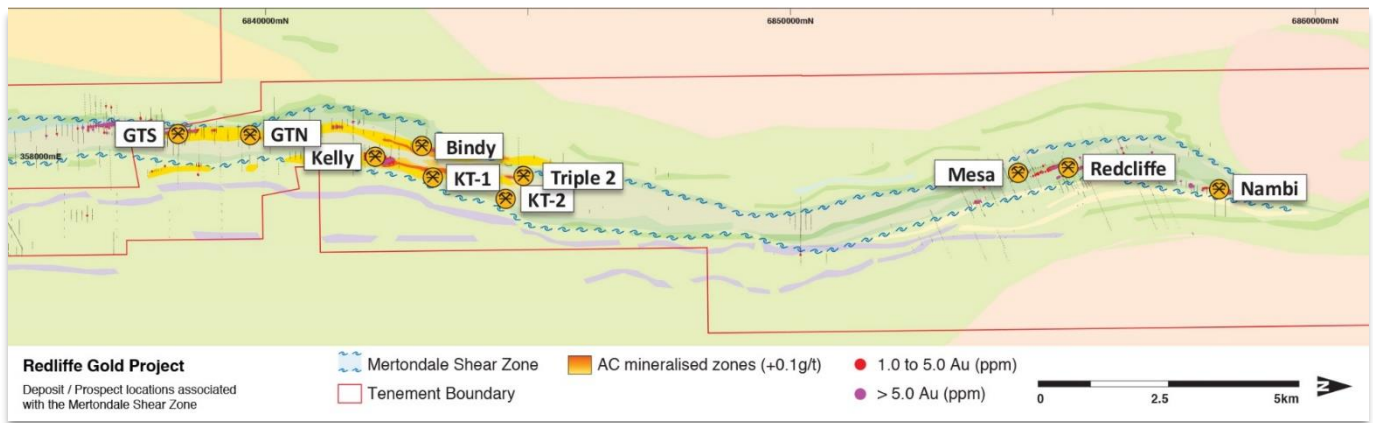 6840000mN
6850000mN
6860000mN
358000mE
GTS
GTN
Kelly
Bindy
KT-1
Triple 2
KT-2
Mesa
Redcliffe
Nambi
Redliffe Gold Project
Deposit / Prospect locations associated
with the Mertondale Shear Zone
Mertondale Shear Zone
Tenement Boundary
AC mineralised zones (+0.1g/t)
1.0 to 5.0 Au (ppm)
> 5.0 Au (ppm)
0 2.5 5km
N